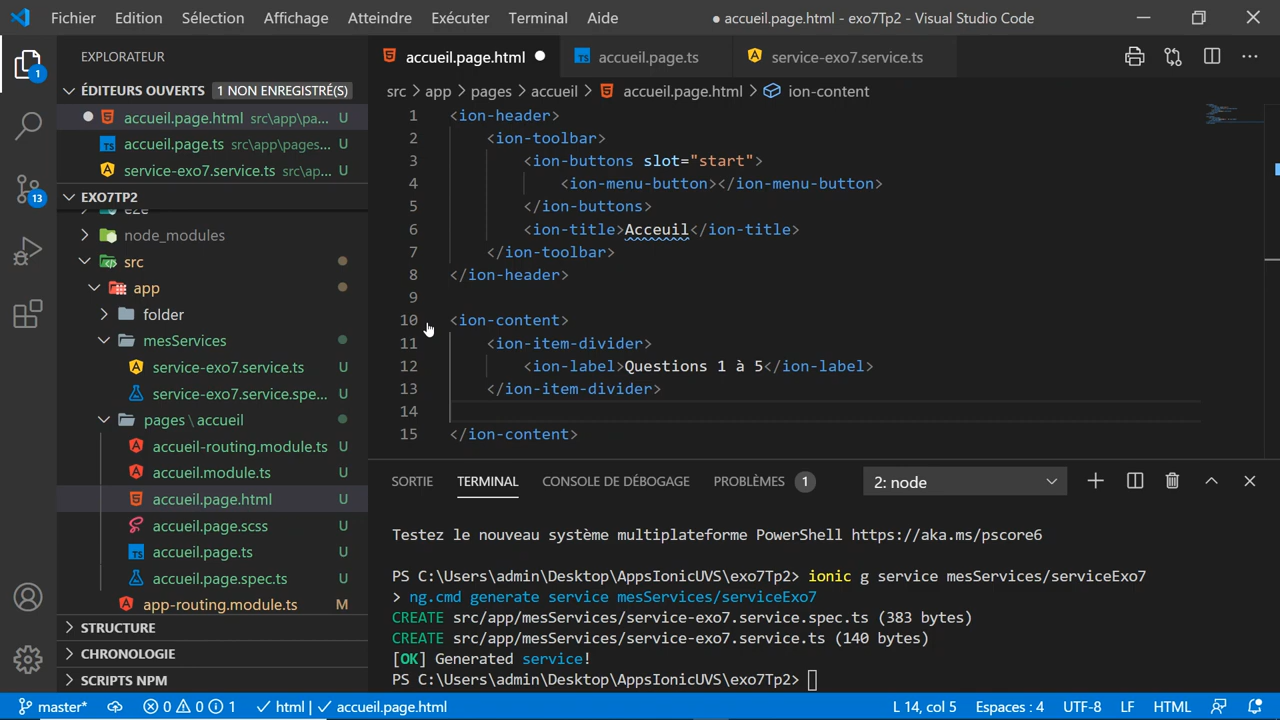 Fichier Edition Sélection Affichage Atteindre Exécuter Terminal Aide ● accueil.page.html - exo7Tp2 - Visual Studio Code
EXPLORATEUR
accueil.page.html accueil.page.ts service-exo7.service.ts
ÉDITEURS OUVERTS 1 NON ENREGISTRÉ(S)
src > app > pages > accueil > accueil.page.html > ion-content
accueil.page.html src\app\pa... U
accueil.page.ts src\app\pages... U
service-exo7.service.ts src\ap... U
EXO7TP2
node_modules
src
app
folder
mesServices
service-exo7.service.ts U
service-exo7.service.spe... U
pages \ accueil
accueil-routing.module.ts U
accueil.module.ts U
accueil.page.html U
accueil.page.scss U
accueil.page.ts U
accueil.page.spec.ts U
app-routing.module.ts M
STRUCTURE
CHRONOLOGIE
SCRIPTS NPM
1 <ion-header>
2 <ion-toolbar>
3 <ion-buttons slot="start">
4 <ion-menu-button></ion-menu-button>
5 </ion-buttons>
6 <ion-title>Acceuil</ion-title>
7 </ion-toolbar>
8 </ion-header>
9
10 <ion-content>
11 <ion-item-divider>
12 <ion-label>Questions 1 à 5</ion-label>
13 </ion-item-divider>
14
15 </ion-content>
SORTIE TERMINAL CONSOLE DE DÉBOGAGE PROBLÈMES 1 2: node
Testez le nouveau système multiplateforme PowerShell https://aka.ms/pscore6
PS C:\Users\admin\Desktop\AppsIonicUVS\exo7Tp2> ionic g service mesServices/serviceExo7
> ng.cmd generate service mesServices/serviceExo7
CREATE src/app/mesServices/service-exo7.service.spec.ts (383 bytes)
CREATE src/app/mesServices/service-exo7.service.ts (140 bytes)
[OK] Generated service!
PS C:\Users\admin\Desktop\AppsIonicUVS\exo7Tp2>
1
13
master* 0 0 1 html | accueil.page.html L 14, col 5 Espaces : 4 UTF-8 LF HTML